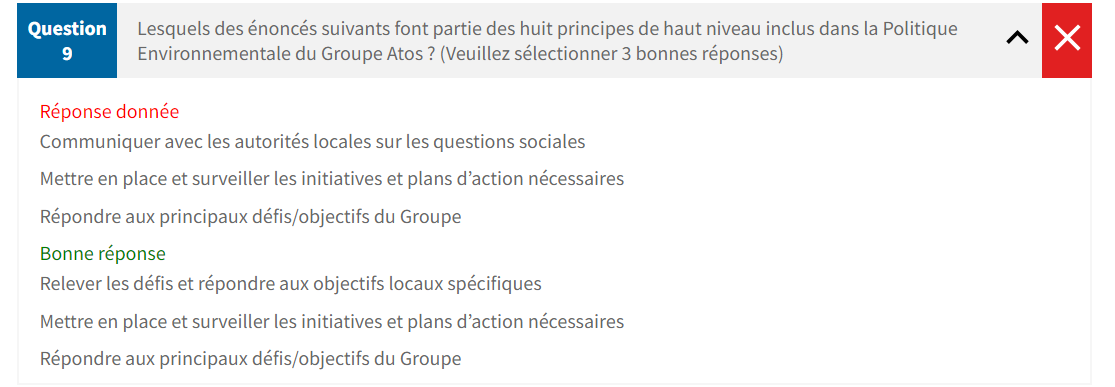 Question
9
Lesquels des énoncés suivants font partie des huit principes de haut niveau inclus dans la Politique
Environnementale du Groupe Atos ? (Veuillez sélectionner 3 bonnes réponses)
Réponse donnée
Communiquer avec les autorités locales sur les questions sociales
Mettre en place et surveiller les initiatives et plans d’action nécessaires
Répondre aux principaux défis/objectifs du Groupe
Bonne réponse
Relever les défis et répondre aux objectifs locaux spécifiques
Mettre en place et surveiller les initiatives et plans d’action nécessaires
Répondre aux principaux défis/objectifs du Groupe